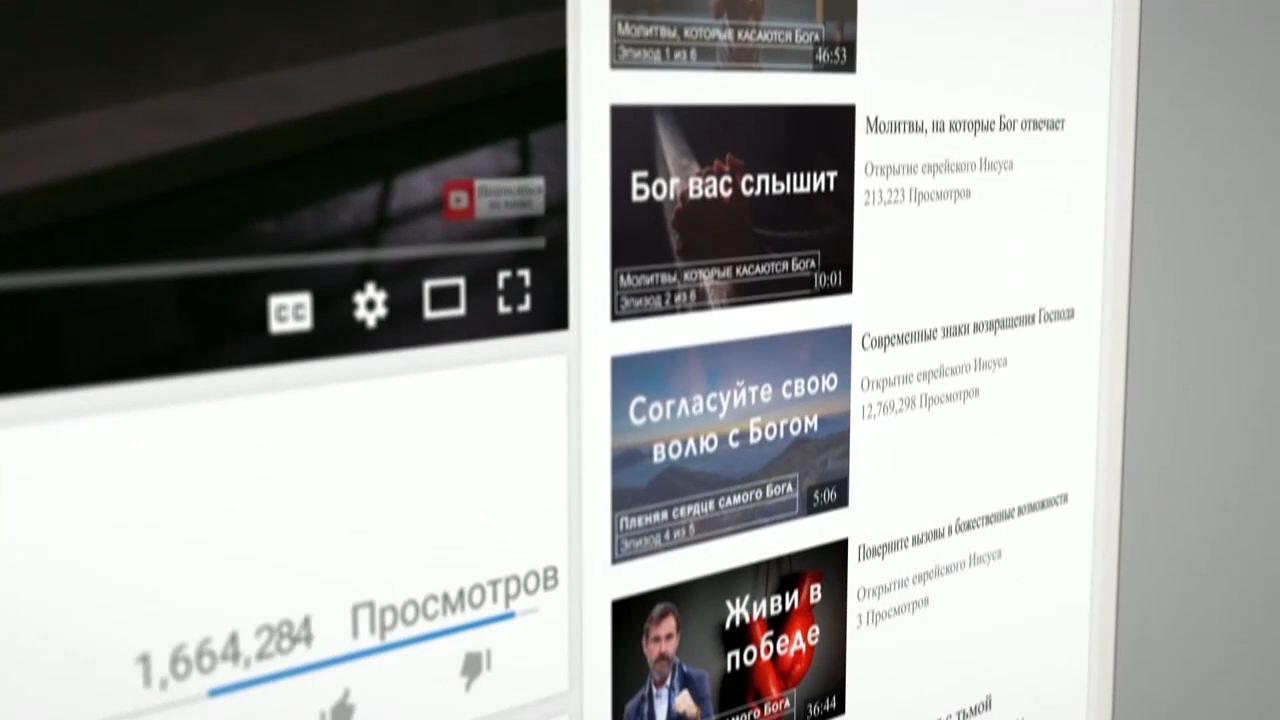 Молитвы, которые касаются Бога
Эпизод 1 из 6
46:53
Бог вас слышит
Молитвы, которые касаются Бога
Эпизод 2 из 6
10:01
Молитвы, на которые Бог отвечает
Открытие еврейского Иисуса
213,223 Просмотров
CC
Согласуйте свою
волю с Богом
Пленяя сердце самого Бога
Эпизод 4 из 5
5:06
Современные знаки возвращения Господа
Открытие еврейского Иисуса
12,769,298 Просмотров
Живи в
победе
самого Бога
36:44
Поверните вызовы в божественные возможности
Открытие еврейского Иисуса
3 Просмотров
1,664,284 Просмотров
с тьмой